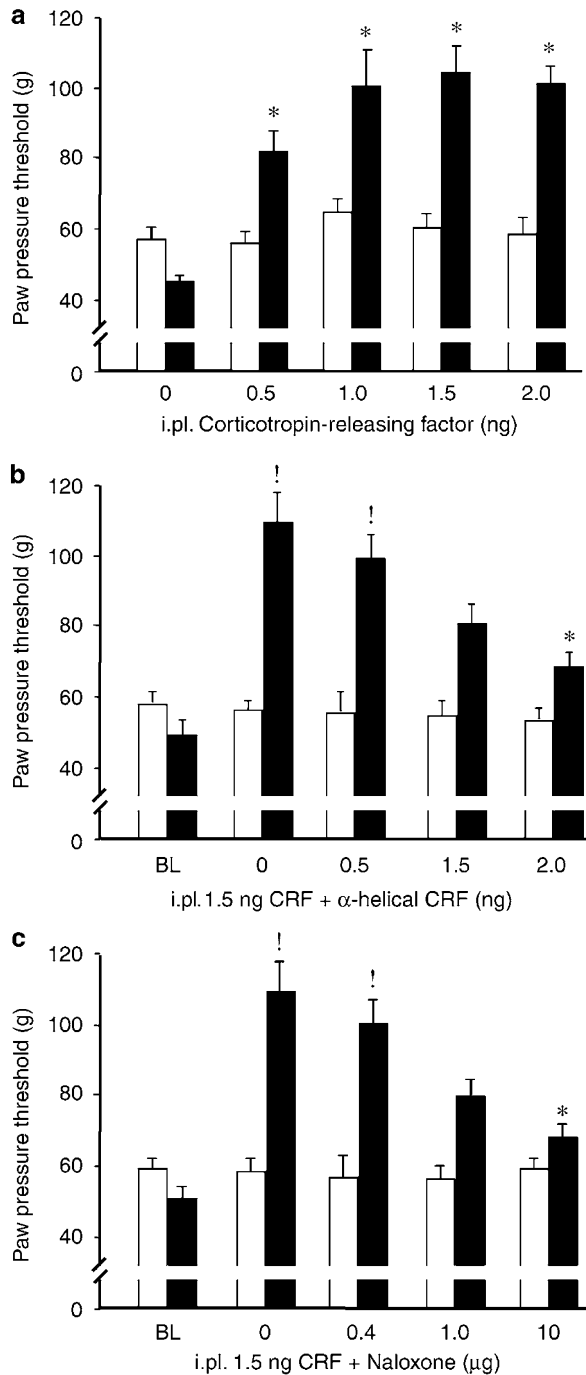 a
120
*
*
*
100
*
80
60
40
0
Paw pressure threshold (g)
0 0.5 1.0 1.5 2.0
i.pl. Corticotropin-releasing factor (ng)
b
120
!
!
100
80
*
60
40
0
Paw pressure threshold (g)
BL 0 0.5 1.5 2.0
i.pl. 1.5 ng CRF + α-helical CRF (ng)
c
120
!
!
100
80
*
60
40
0
Paw pressure threshold (g)
BL 0 0.4 1.0 10
i.pl. 1.5 ng CRF + Naloxone (μg)